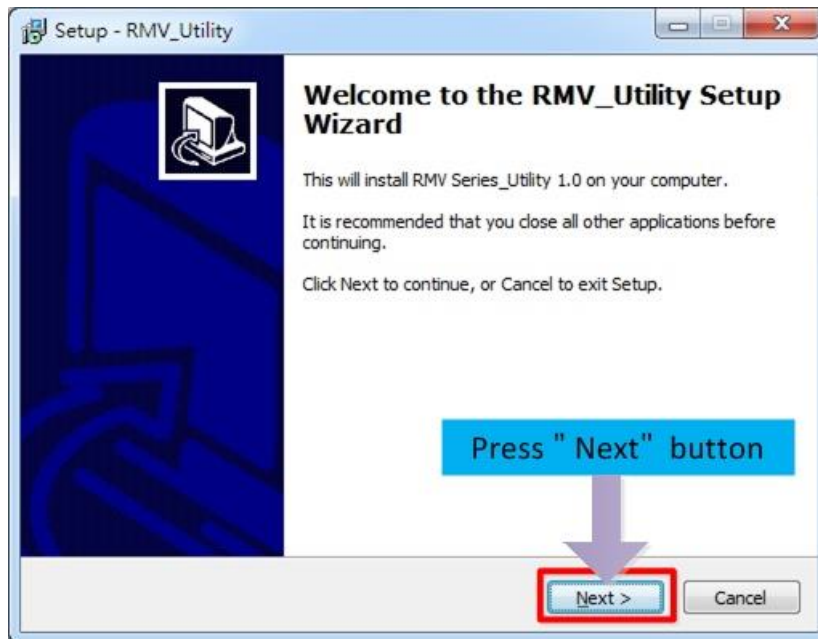 Setup - RMV_Utility
Welcome to the RMV_Utility Setup
Wizard
This will install RMV Series_Utility 1.0 on your computer.
It is recommended that you close all other applications before
continuing.
Click Next to continue, or Cancel to exit Setup.
Press " Next" button
Next >
Cancel